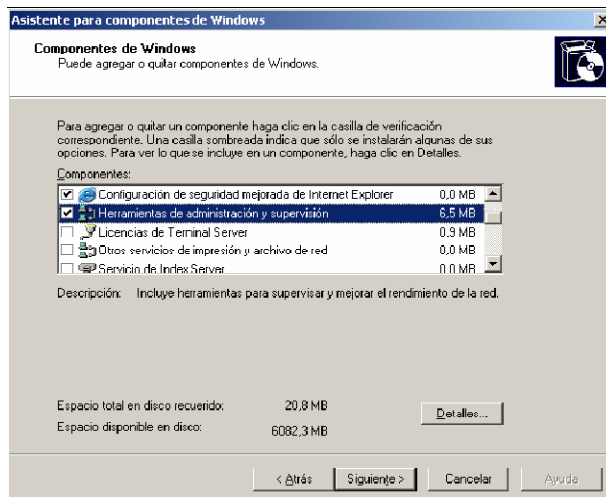 Asistente para componentes de Windows
Componentes de Windows
Puede agregar o quitar componentes de Windows.
Para agregar o quitar un componente haga clic en la casilla de verificación
correspondiente. Una casilla sombreada indica que sólo se instalarán algunas de sus
opciones. Para ver lo que se incluye en un componente, haga clic en Detalles.
Componentes:
Configuración de seguridad mejorada de Internet Explorer 0,0 MB
Herramientas de administración y supervisión 6,5 MB
Licencias de Terminal Server 0.9 MB
Otros servicios de impresión y archivo de red 0,0 MB
Servicio de Index Server 0.0 MB
Descripción: Incluye herramientas para supervisar y mejorar el rendimiento de la red.
Espacio total en disco recuerido: 20,8 MB
Detalles...
Espacio disponible en disco: 6082,3 MB
< Atrás Siguiente > Cancelar Ayuda